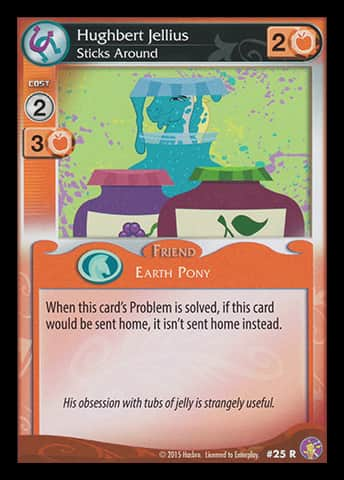 Hughbert Jellius
Sticks Around
2
COST
2
3
FRIEND
EARTH PONY
When this card's Problem is solved, if this card
would be sent home, it isn't sent home instead.
His obsession with tubs of jelly is strangely useful.
© 2015 Hasbro. Licensed to Enterplay. #25 R